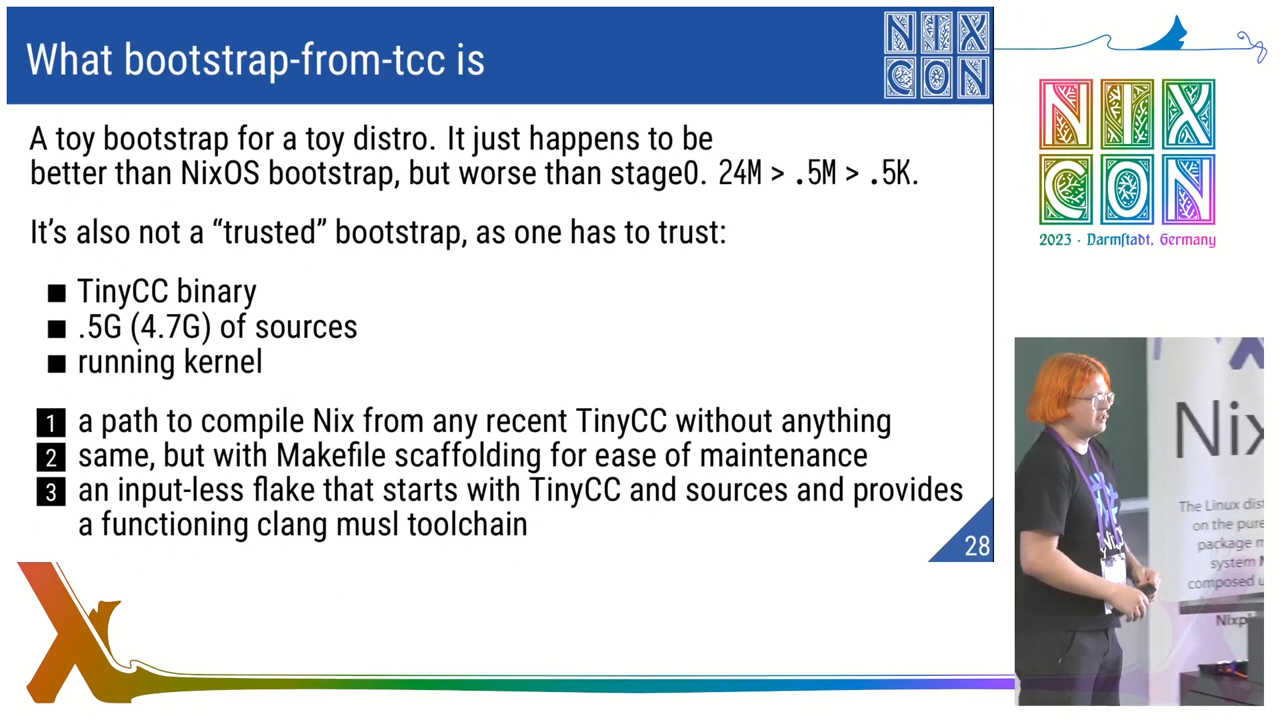 What bootstrap-from-tcc is
NIX
CON
A toy bootstrap for a toy distro. It just happens to be
better than NixOS bootstrap, but worse than stage0. 24M > .5M > .5K.
It’s also not a “trusted” bootstrap, as one has to trust:
■ TinyCC binary
■ .5G (4.7G) of sources
■ running kernel
1 a path to compile Nix from any recent TinyCC without anything
2 same, but with Makefile scaffolding for ease of maintenance
3 an input-less flake that starts with TinyCC and sources and provides
a functioning clang musl toolchain
28
NIX
CON
2023 · Darmſtadt, Germany
Nix
The Linux dist
on the pure
package m
system
composed u
Nixp